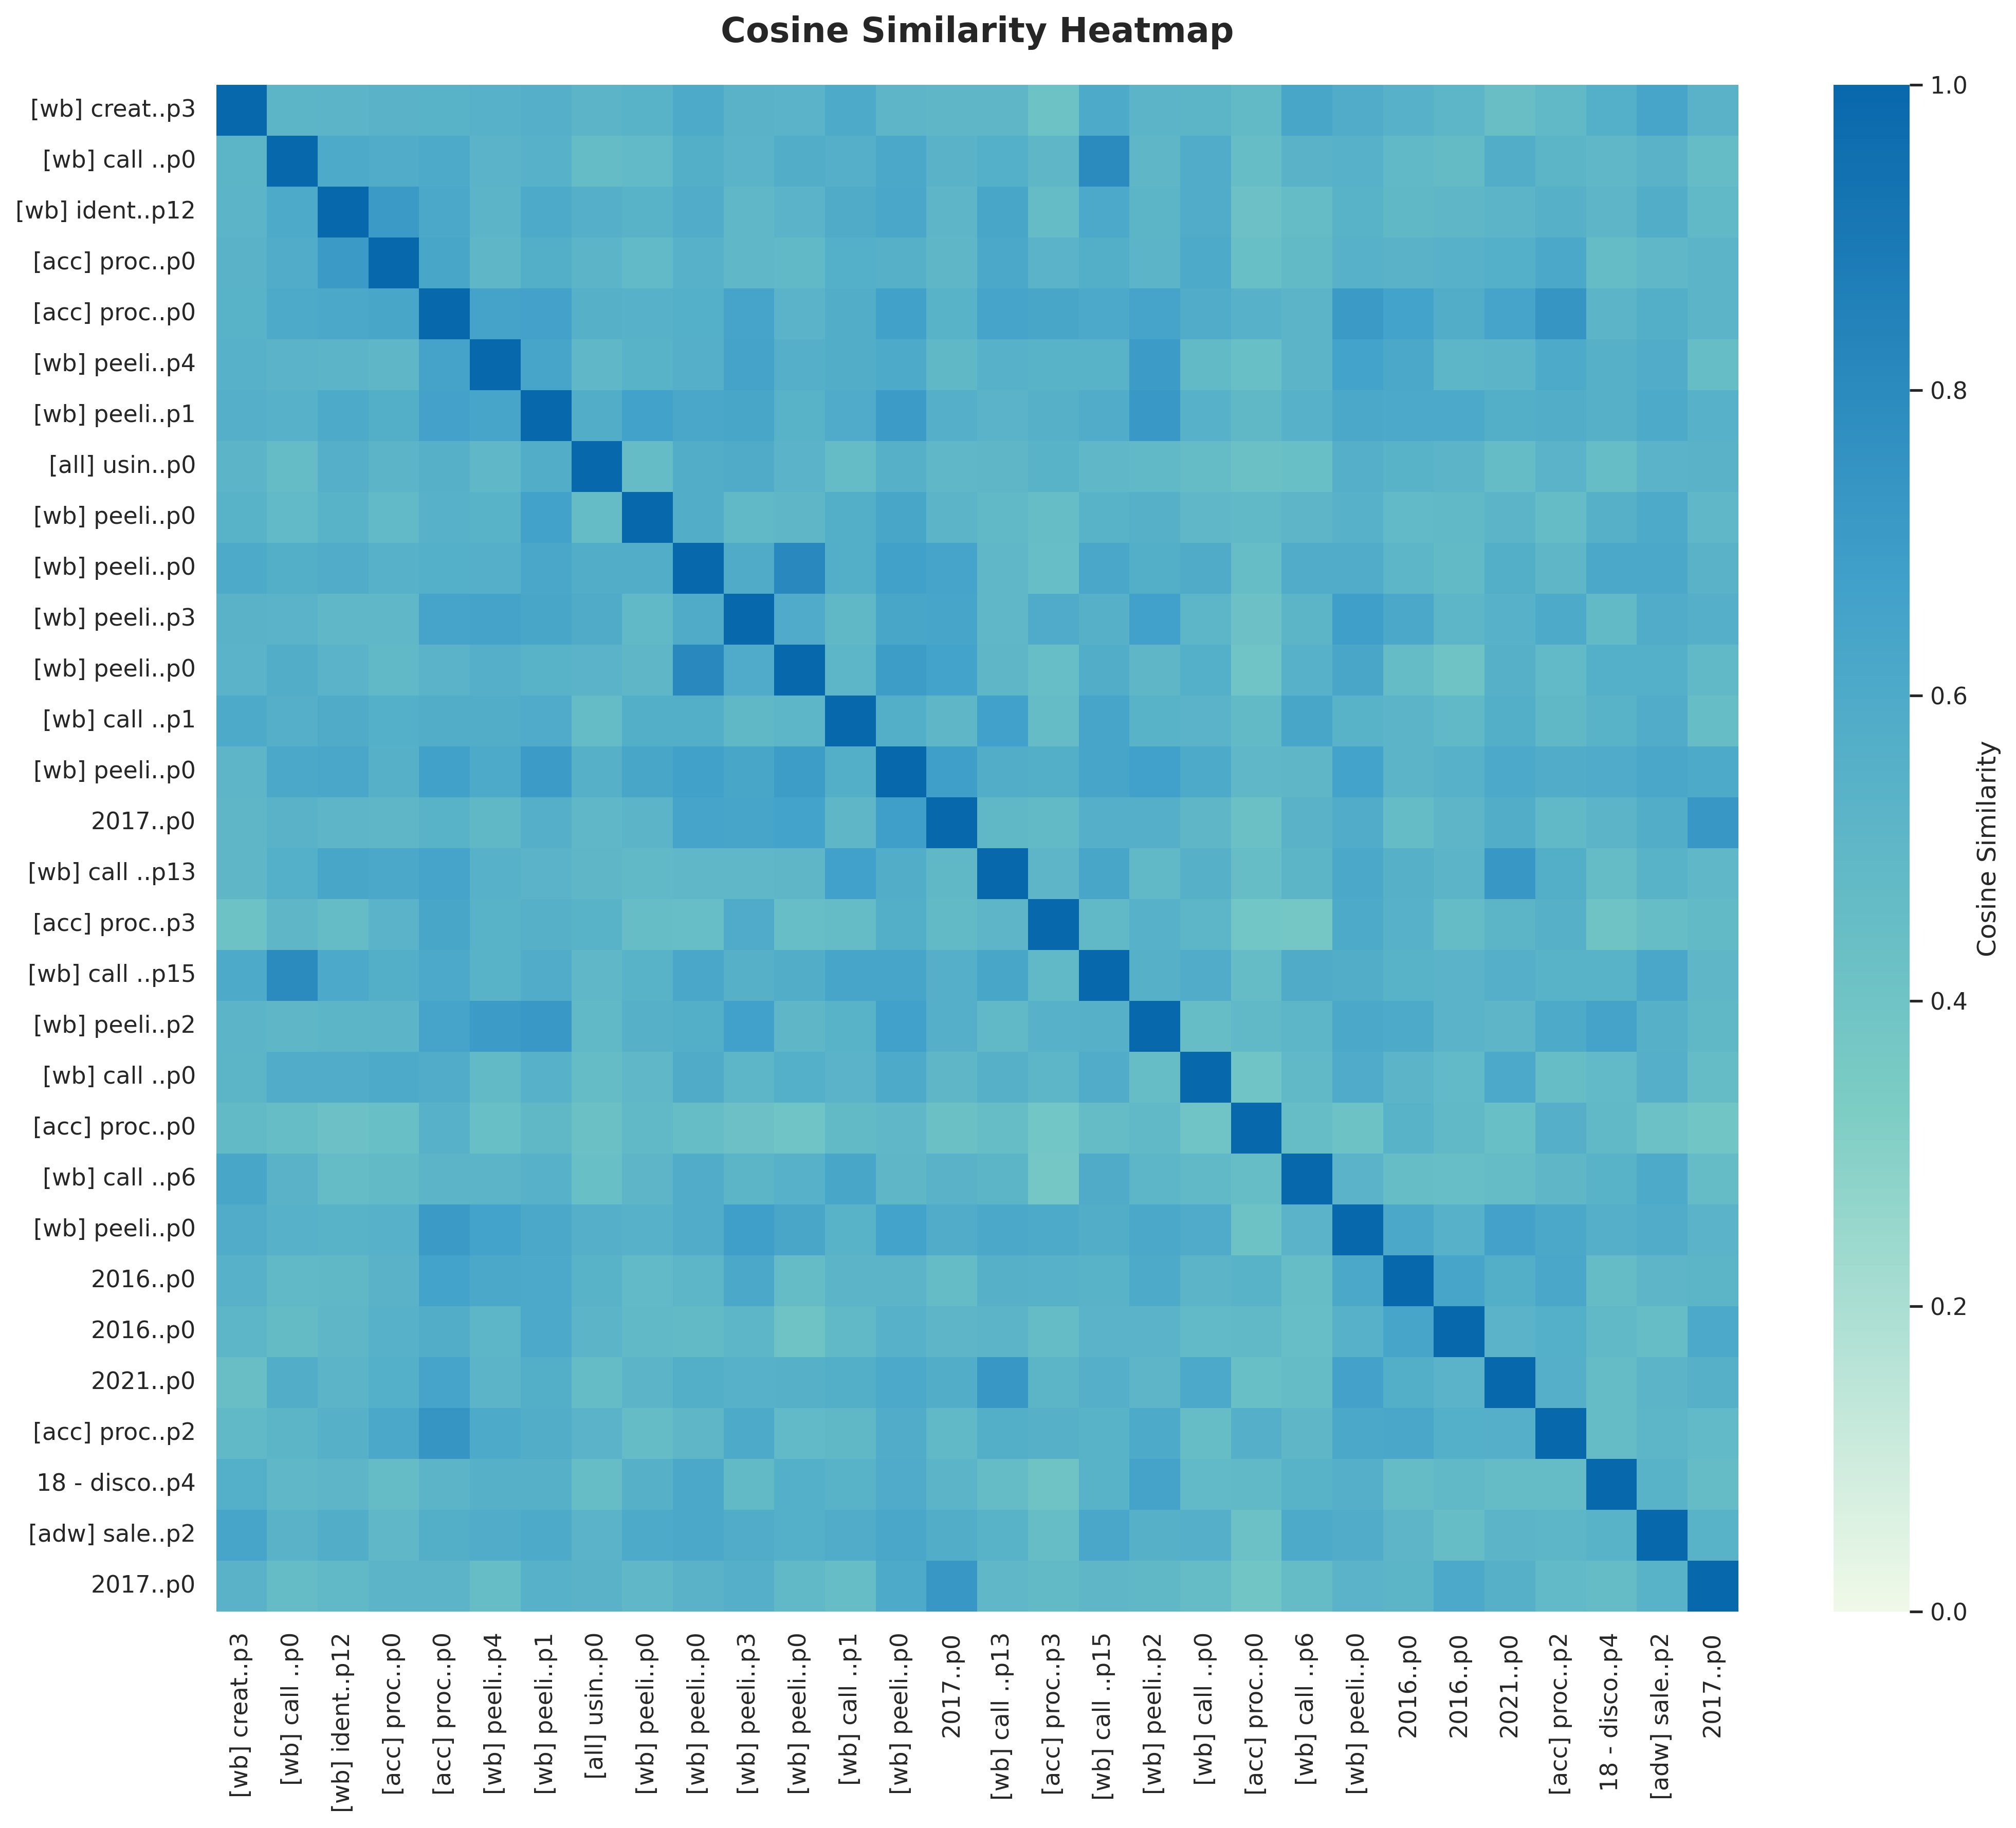 Cosine Similarity Heatmap
[wb] creat..p3
[wb] call ..p0
[wb] ident..p12
[acc] proc..p0
[acc] proc..p0
[wb] peeli..p4
[wb] peeli..p1
[all] usin..p0
[wb] peeli..p0
[wb] peeli..p0
[wb] peeli..p3
[wb] peeli..p0
[wb] call ..p1
[wb] peeli..p0
2017..p0
[wb] call ..p13
[acc] proc..p3
[wb] call ..p15
[wb] peeli..p2
[wb] call ..p0
[acc] proc..p0
[wb] call ..p6
[wb] peeli..p0
2016..p0
2016..p0
2021..p0
[acc] proc..p2
18 - disco..p4
[adw] sale..p2
2017..p0
[wb] creat..p3
[wb] call ..p0
[wb] ident..p12
[acc] proc..p0
[acc] proc..p0
[wb] peeli..p4
[wb] peeli..p1
[all] usin..p0
[wb] peeli..p0
[wb] peeli..p0
[wb] peeli..p3
[wb] peeli..p0
[wb] call ..p1
[wb] peeli..p0
2017..p0
[wb] call ..p13
[acc] proc..p3
[wb] call ..p15
[wb] peeli..p2
[wb] call ..p0
[acc] proc..p0
[wb] call ..p6
[wb] peeli..p0
2016..p0
2016..p0
2021..p0
[acc] proc..p2
18 - disco..p4
[adw] sale..p2
2017..p0
1.0
0.8
0.6
0.4
0.2
0.0
Cosine Similarity